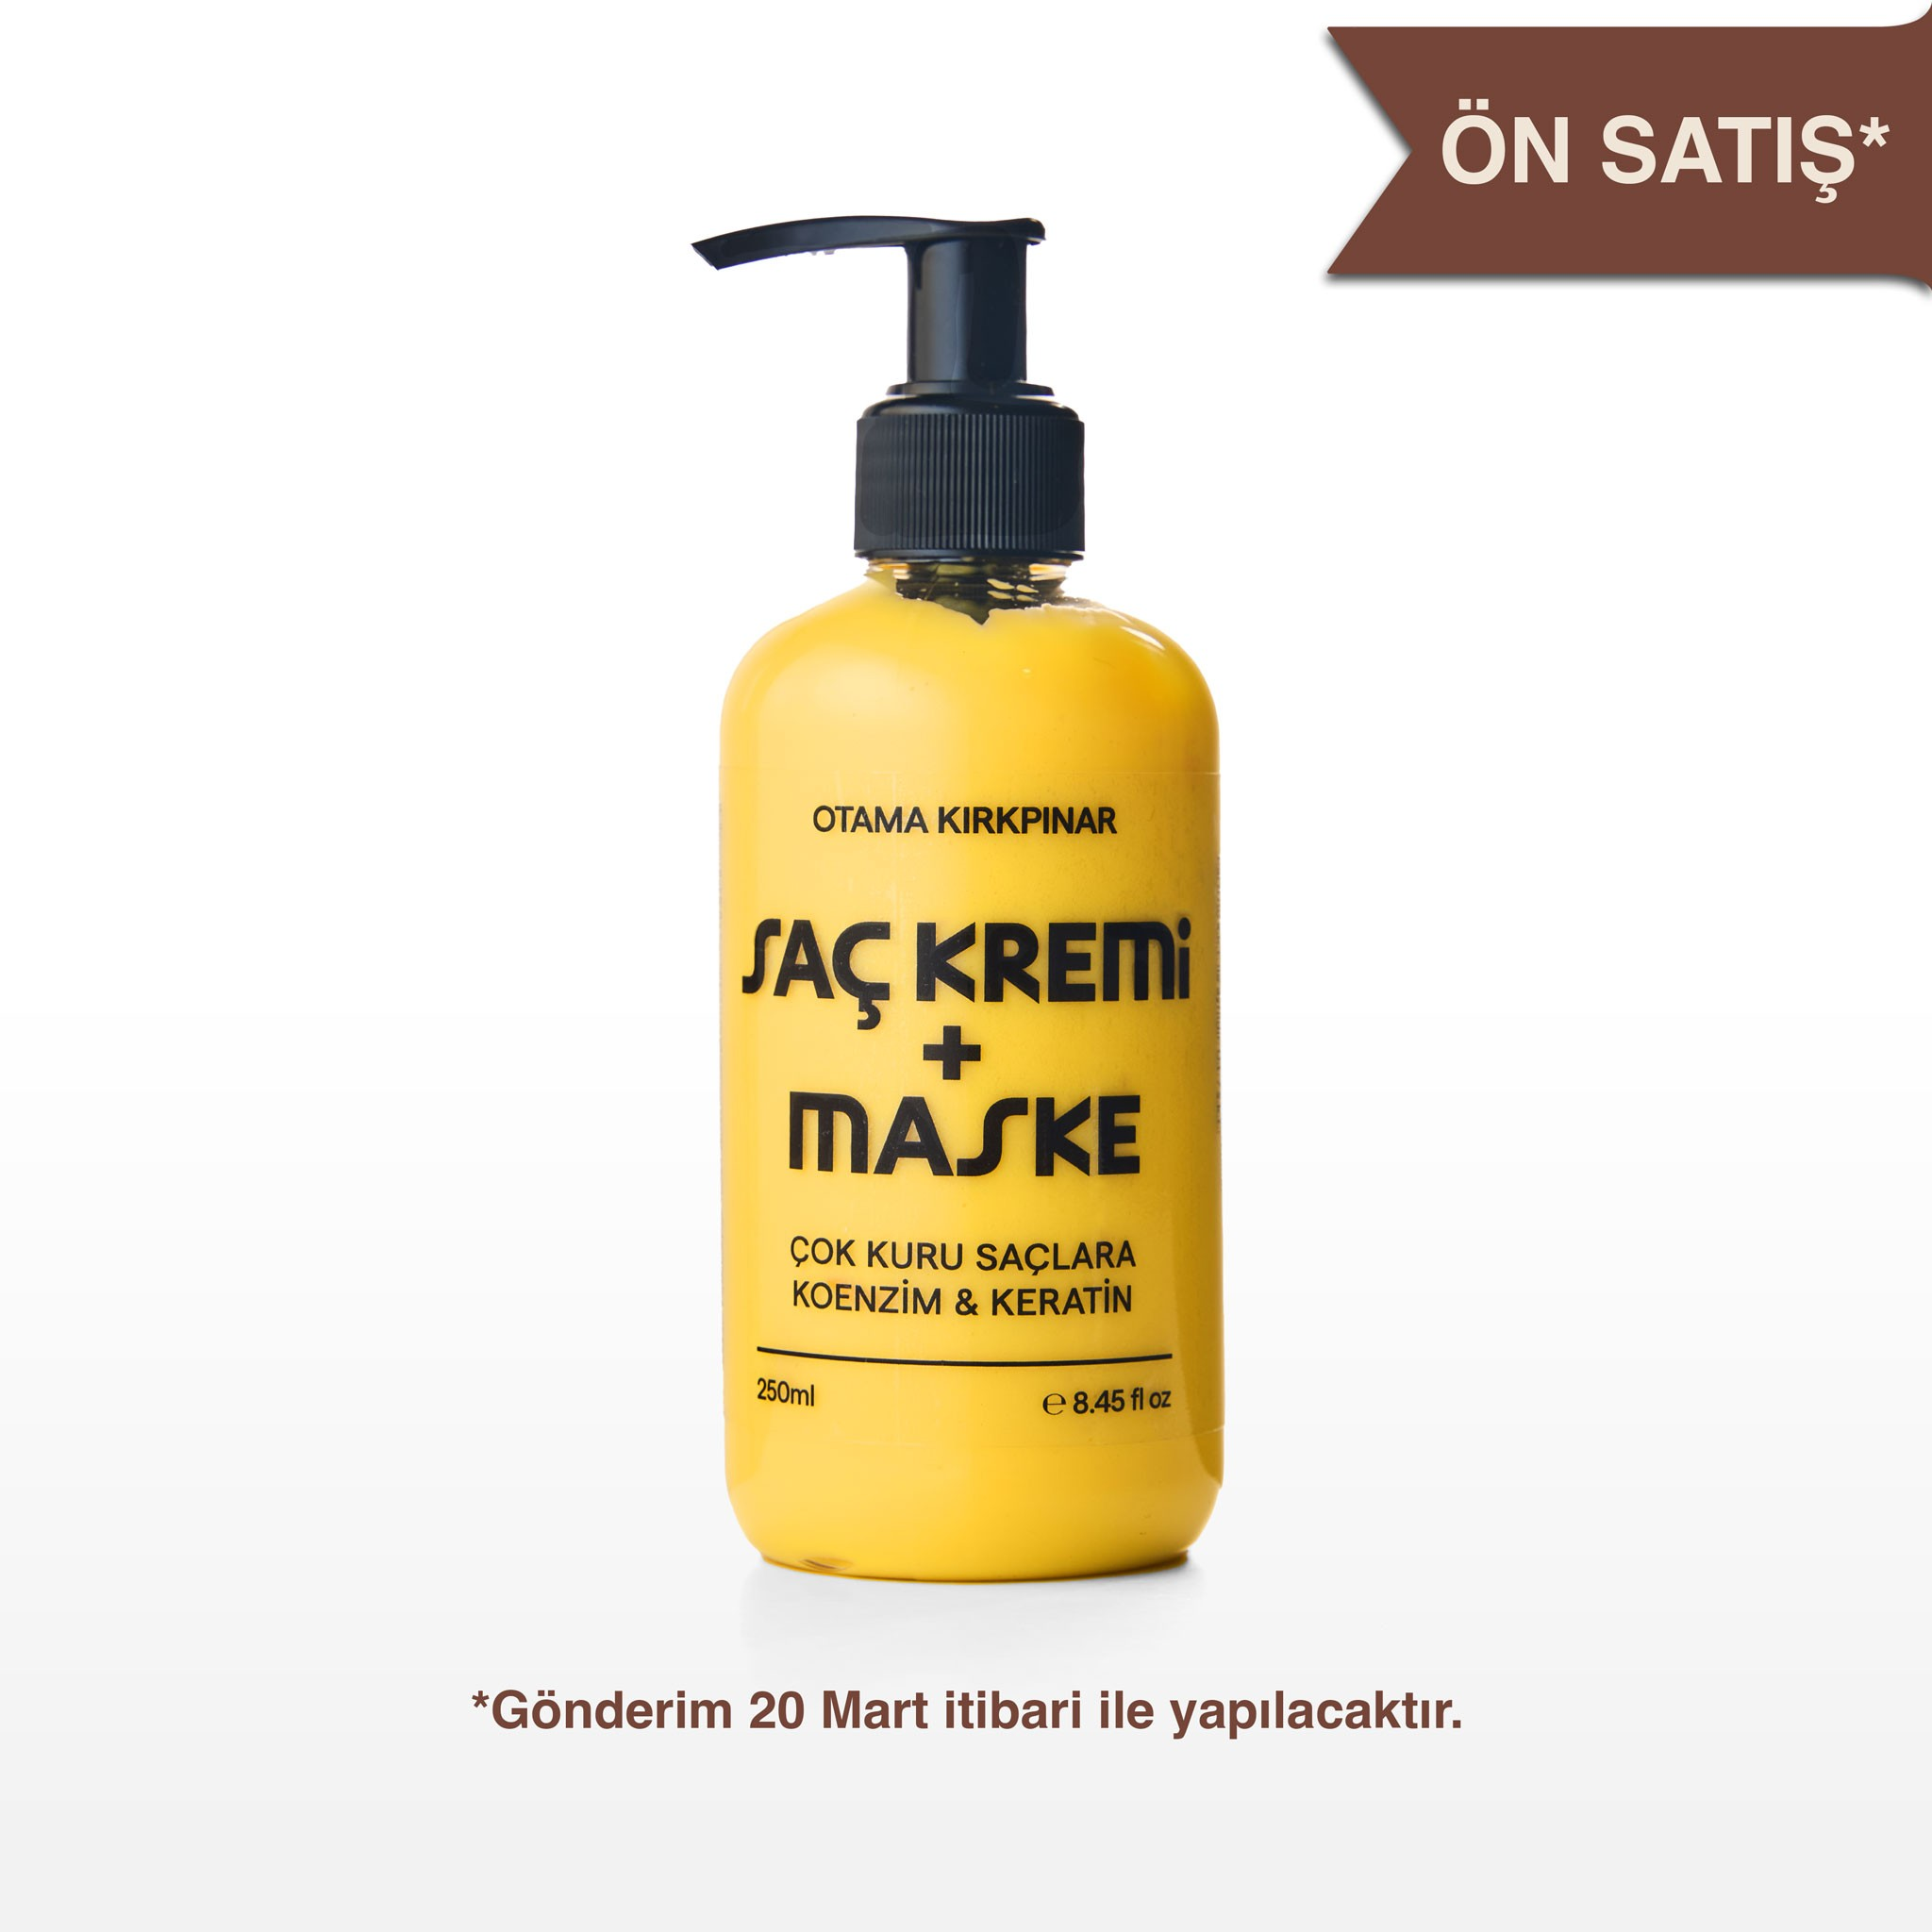 ÖN SATIŞ*
OTAMA KIRKPINAR
SAÇ KREMİ
+
MASKE
ÇOK KURU SAÇLARA
KOENZİM & KERATİN
250ml ℮ 8.45 fl oz
*Gönderim 20 Mart itibari ile yapılacaktır.